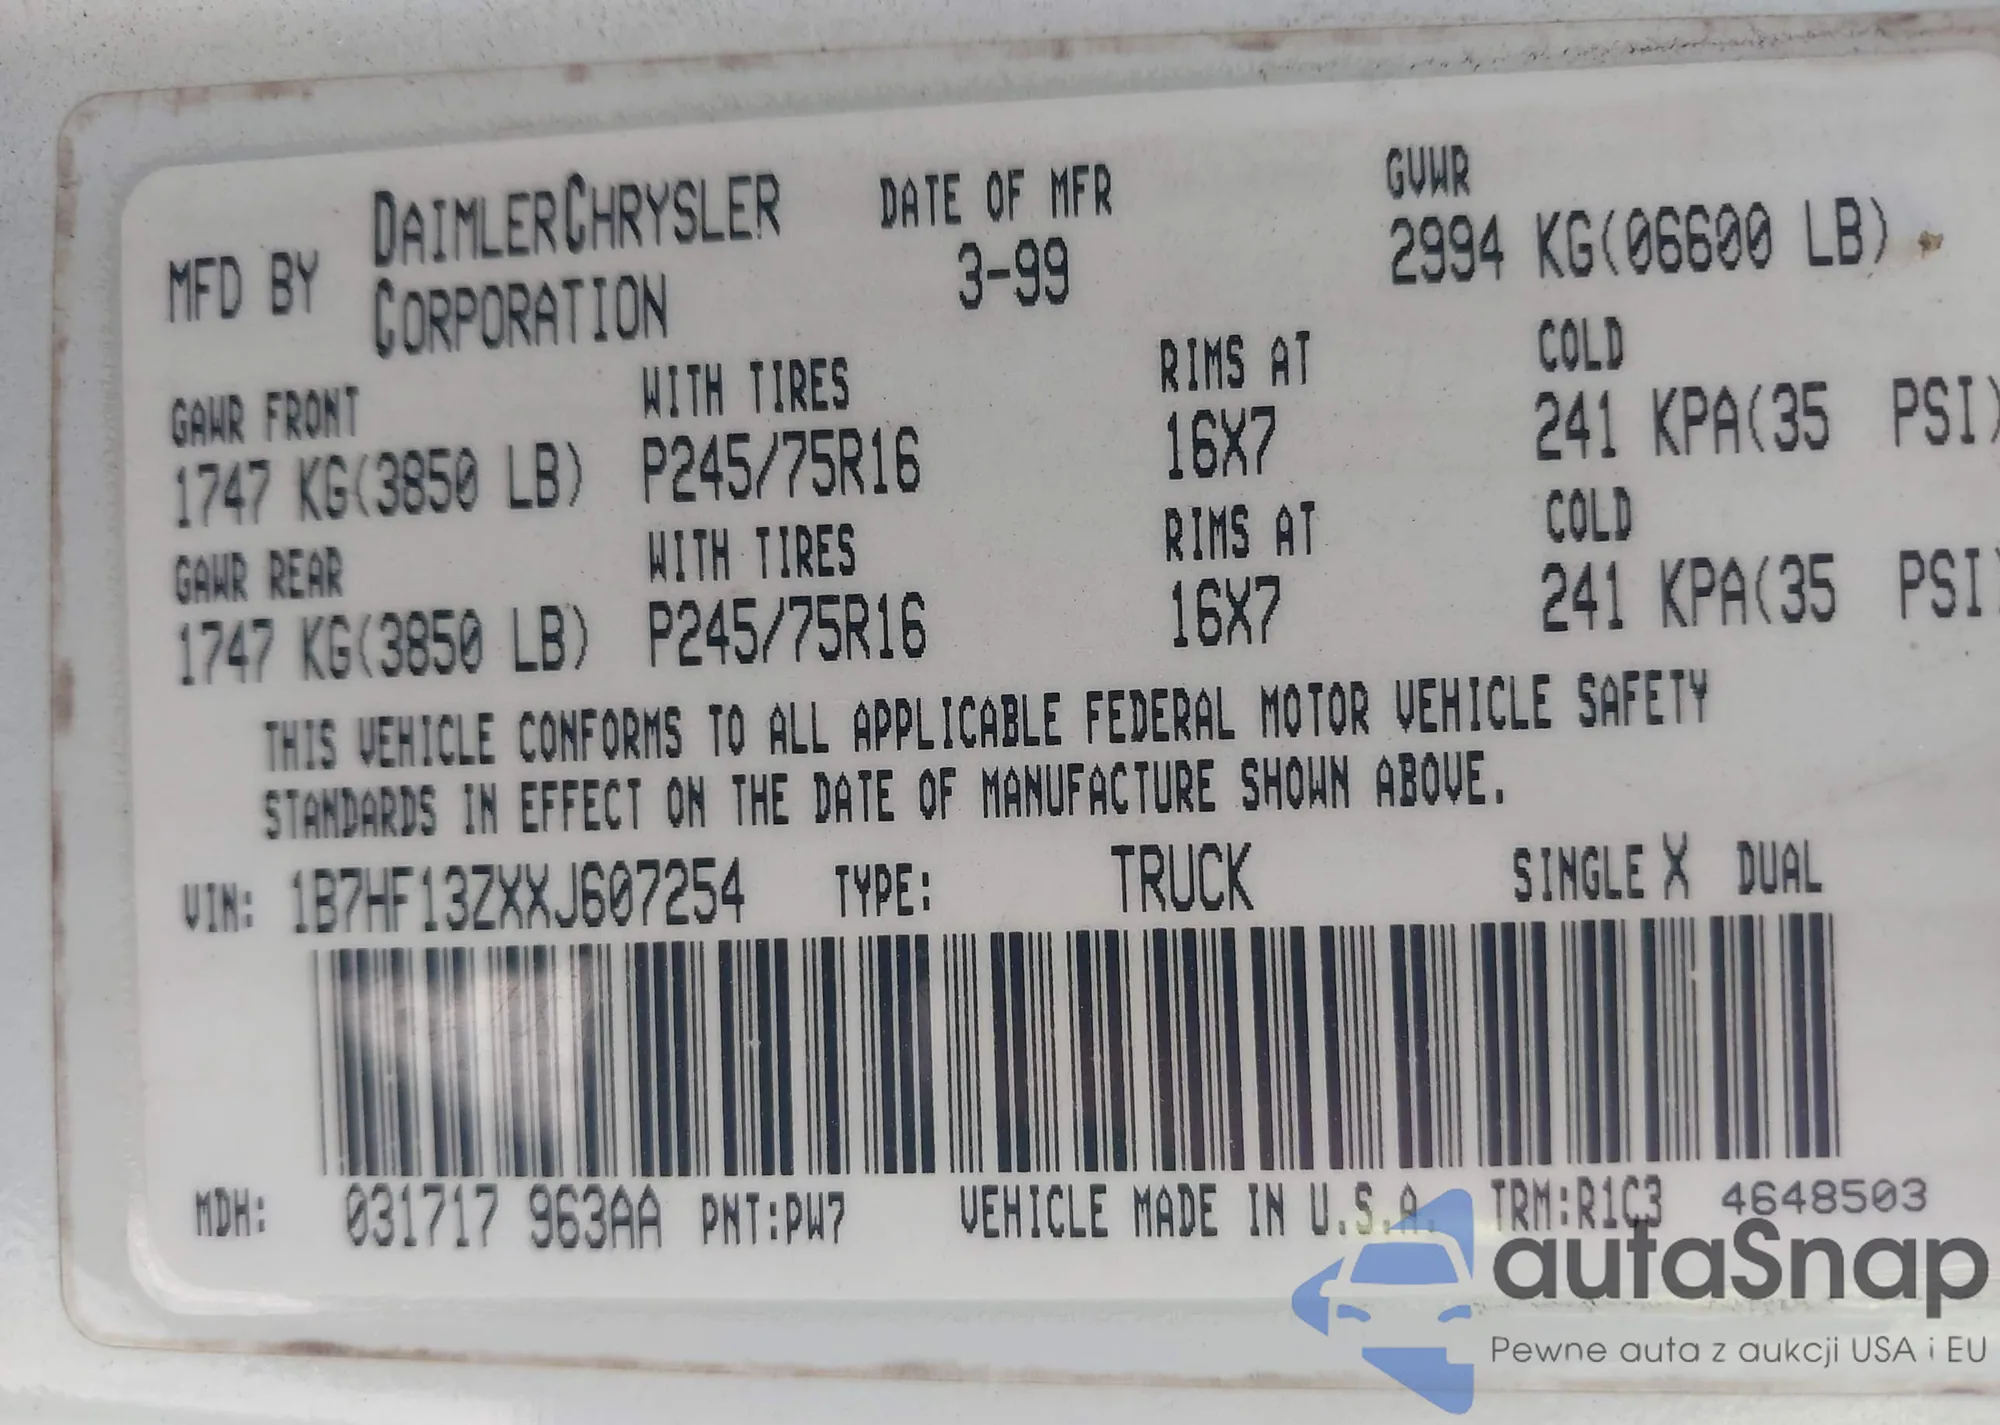 MFD BY DAIMLERCHRYSLER CORPORATION DATE OF MFR 3-99 GVWR 2994 KG(06600 LB)
GAWR FRONT WITH TIRES RIMS AT COLD
1747 KG(3850 LB) P245/75R16 16X7 241 KPA(35 PSI)
GAWR REAR WITH TIRES RIMS AT COLD
1747 KG(3850 LB) P245/75R16 16X7 241 KPA(35 PSI)
THIS VEHICLE CONFORMS TO ALL APPLICABLE FEDERAL MOTOR VEHICLE SAFETY
STANDARDS IN EFFECT ON THE DATE OF MANUFACTURE SHOWN ABOVE.
VIN: 1B7HF13ZXXJ607254 TYPE: TRUCK SINGLE X DUAL
MDH: 031717 963AA PNT:PW7 VEHICLE MADE IN U.S.A. TRM:R1C3 4648503
autaSnap
Pewne auta z aukcji USA i EU